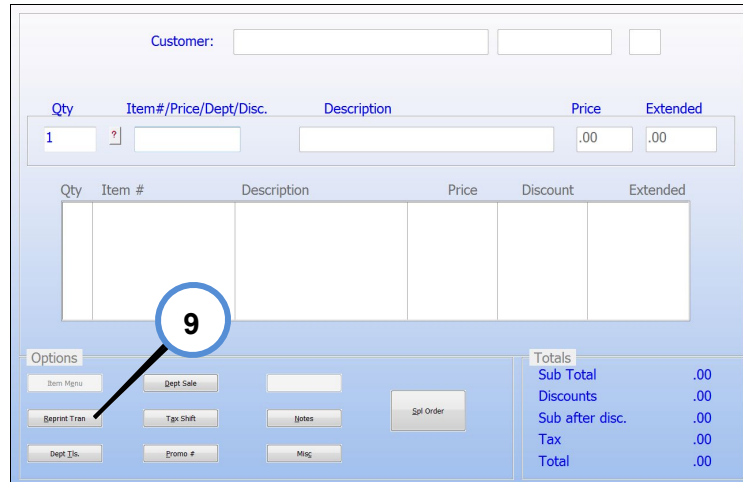 Customer:
Qty Item#/Price/Dept/Disc. Description Price Extended
1 ? .00 .00
Qty Item # Description Price Discount Extended
9
Options Totals
Item Menu Dept Sale Sub Total .00
Discounts .00
Reprint Tran Tax Shift Notes Spl Order Sub after disc. .00
Tax .00
Dept Tls. Promo # Misc Total .00